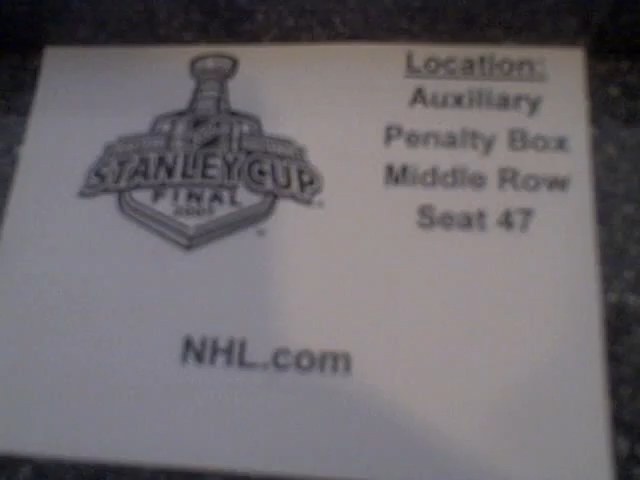 STANLEY CUP
FINAL
Location:
Auxiliary
Penalty Box
Middle Row
Seat 47
NHL.com